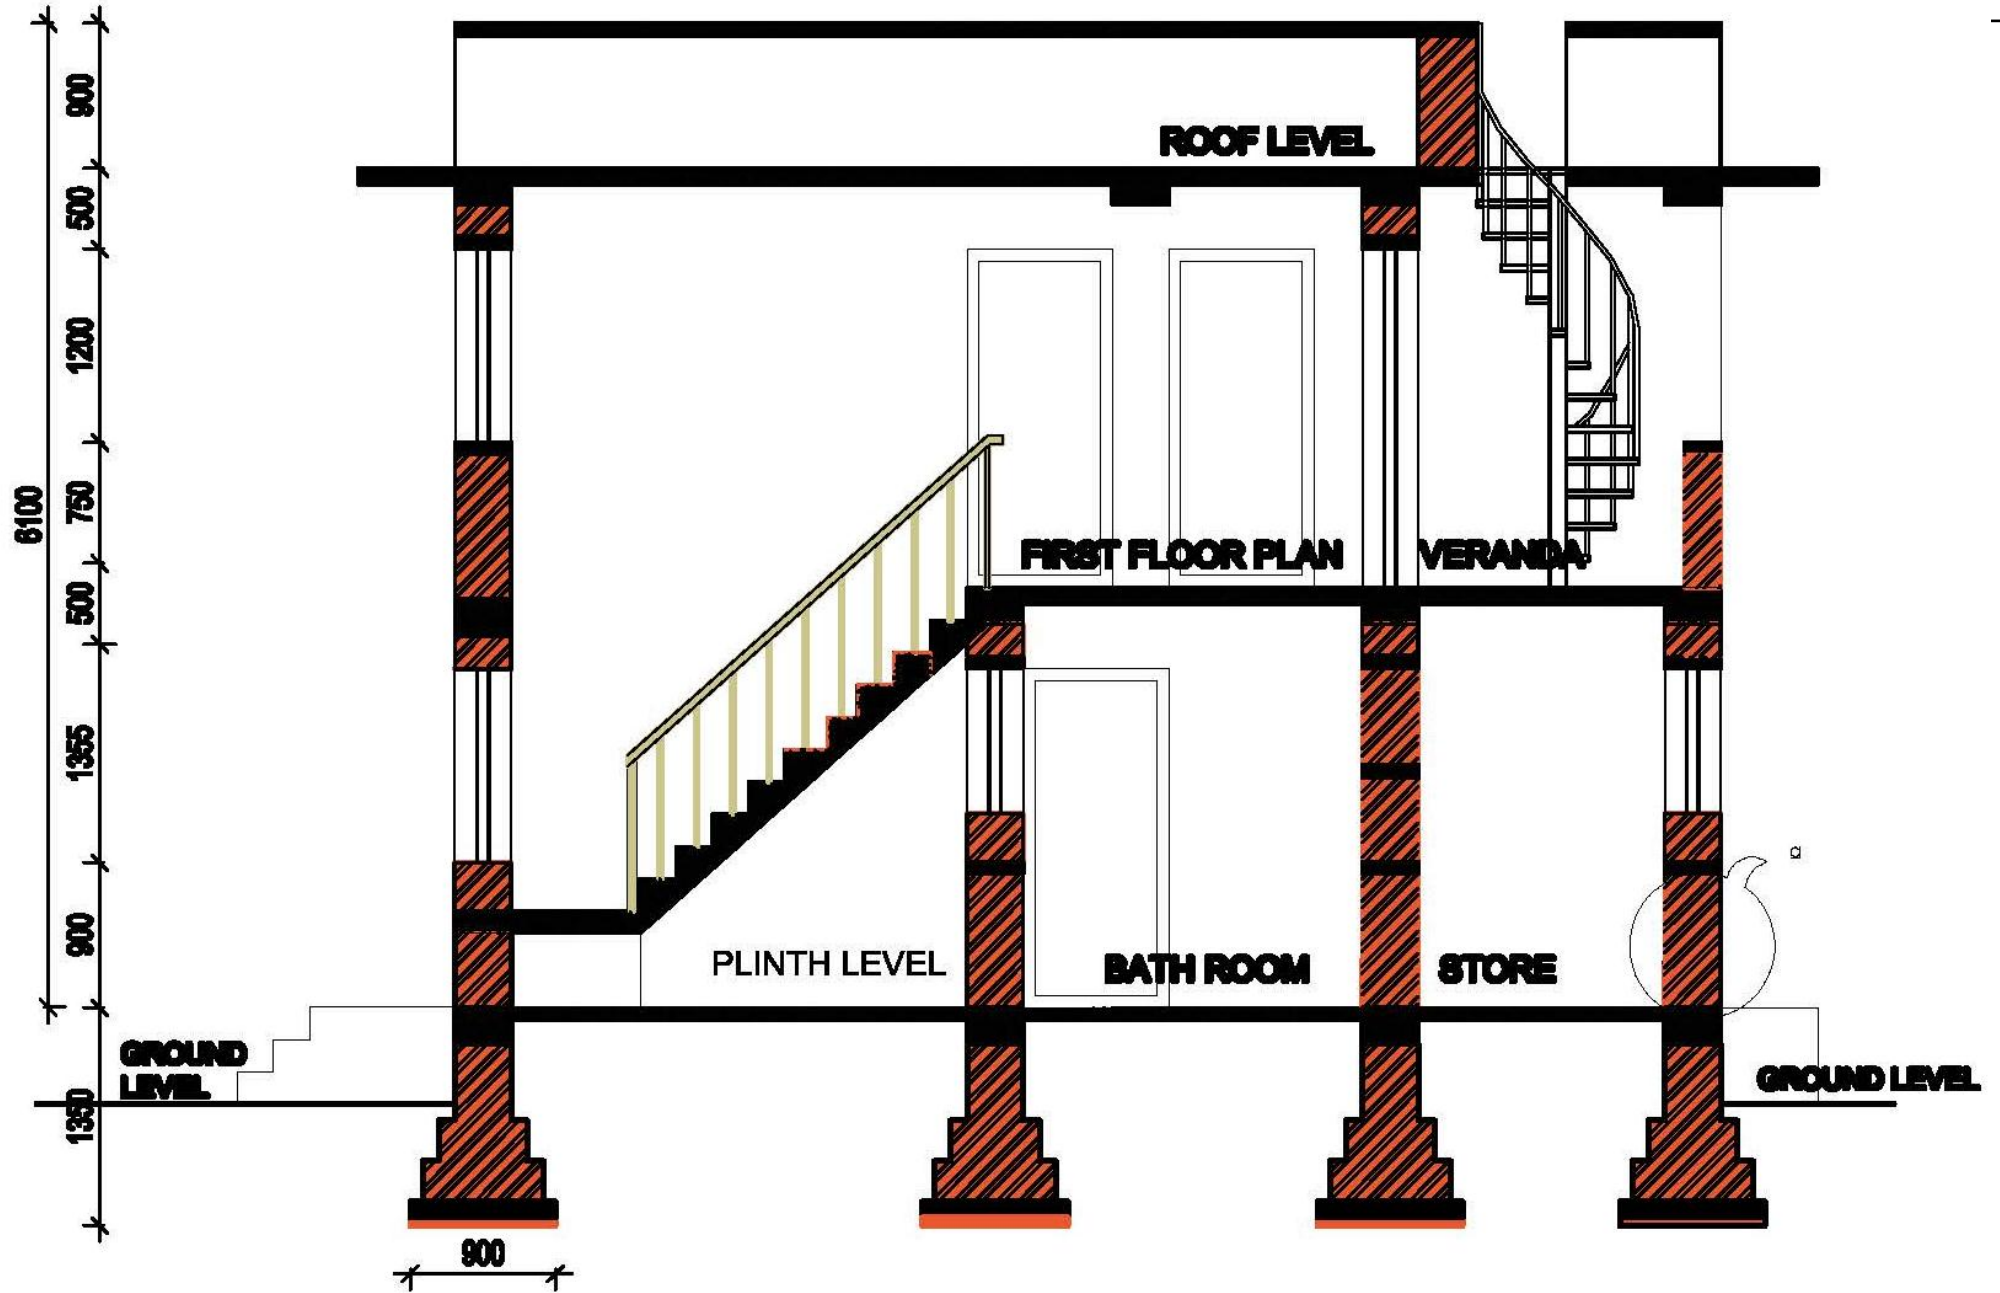 900
ROOF LEVEL
500
1200
6100
750
FIRST FLOOR PLAN
VERANDA
500
1355
900
PLINTH LEVEL
BATH ROOM
STORE
GROUND
LEVEL
GROUND LEVEL
1350
900